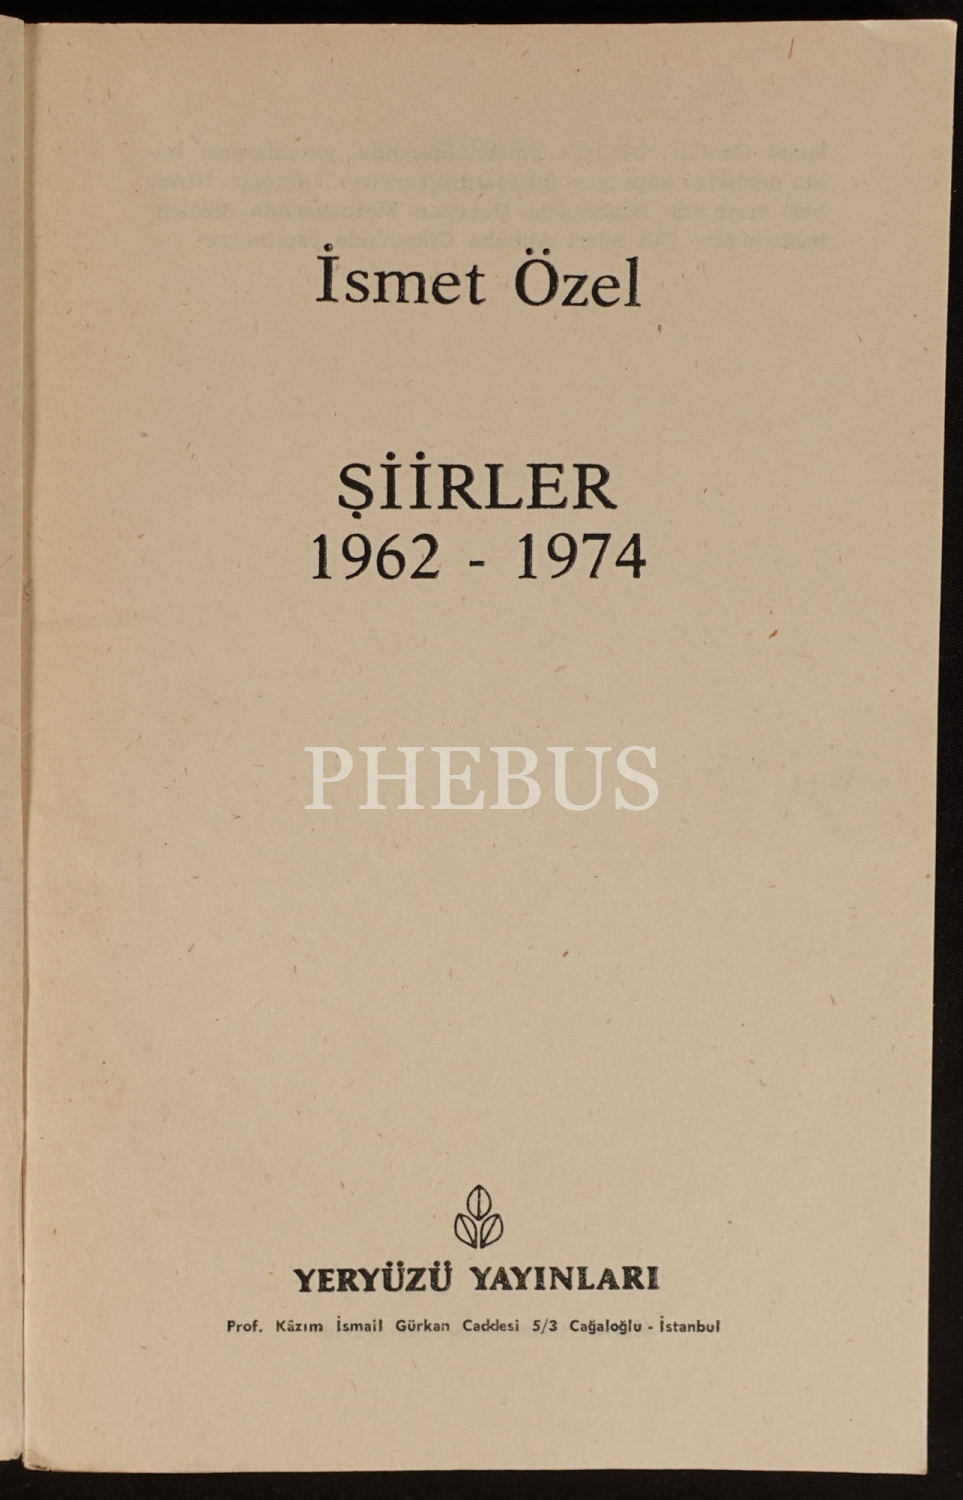 İsmet Özel
ŞİİRLER
1962 - 1974
PHEBUS
YERYÜZÜ YAYINLARI
Prof. Kâzım İsmail Gürkan Caddesi 5/3 Cağaloğlu - İstanbul